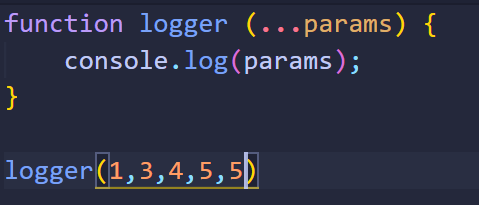 function logger (...params) {
    console.log(params);
}
logger(1,3,4,5,5)